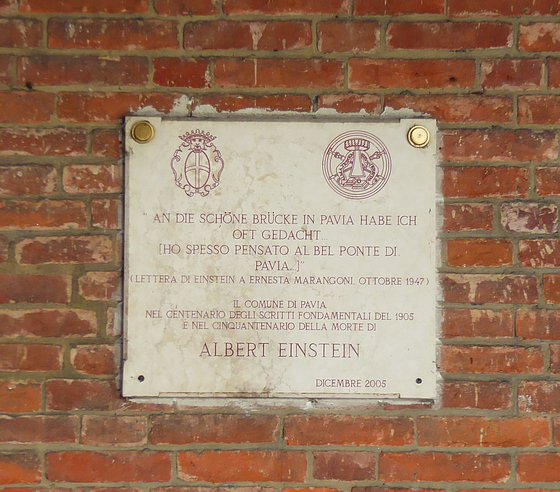 "AN DIE SCHÖNE BRÜCKE IN PAVIA HABE ICH
OFT GEDACHT...
[HO SPESSO PENSATO AL BEL PONTE DI
PAVIA...]"
(LETTERA DI EINSTEIN A ERNESTA MARANGONI, OTTOBRE 1947)
IL COMUNE DI PAVIA
NEL CENTENARIO DEGLI SCRITTI FONDAMENTALI DEL 1905
E NEL CINQUANTENARIO DELLA MORTE DI
ALBERT EINSTEIN
DICEMBRE 2005